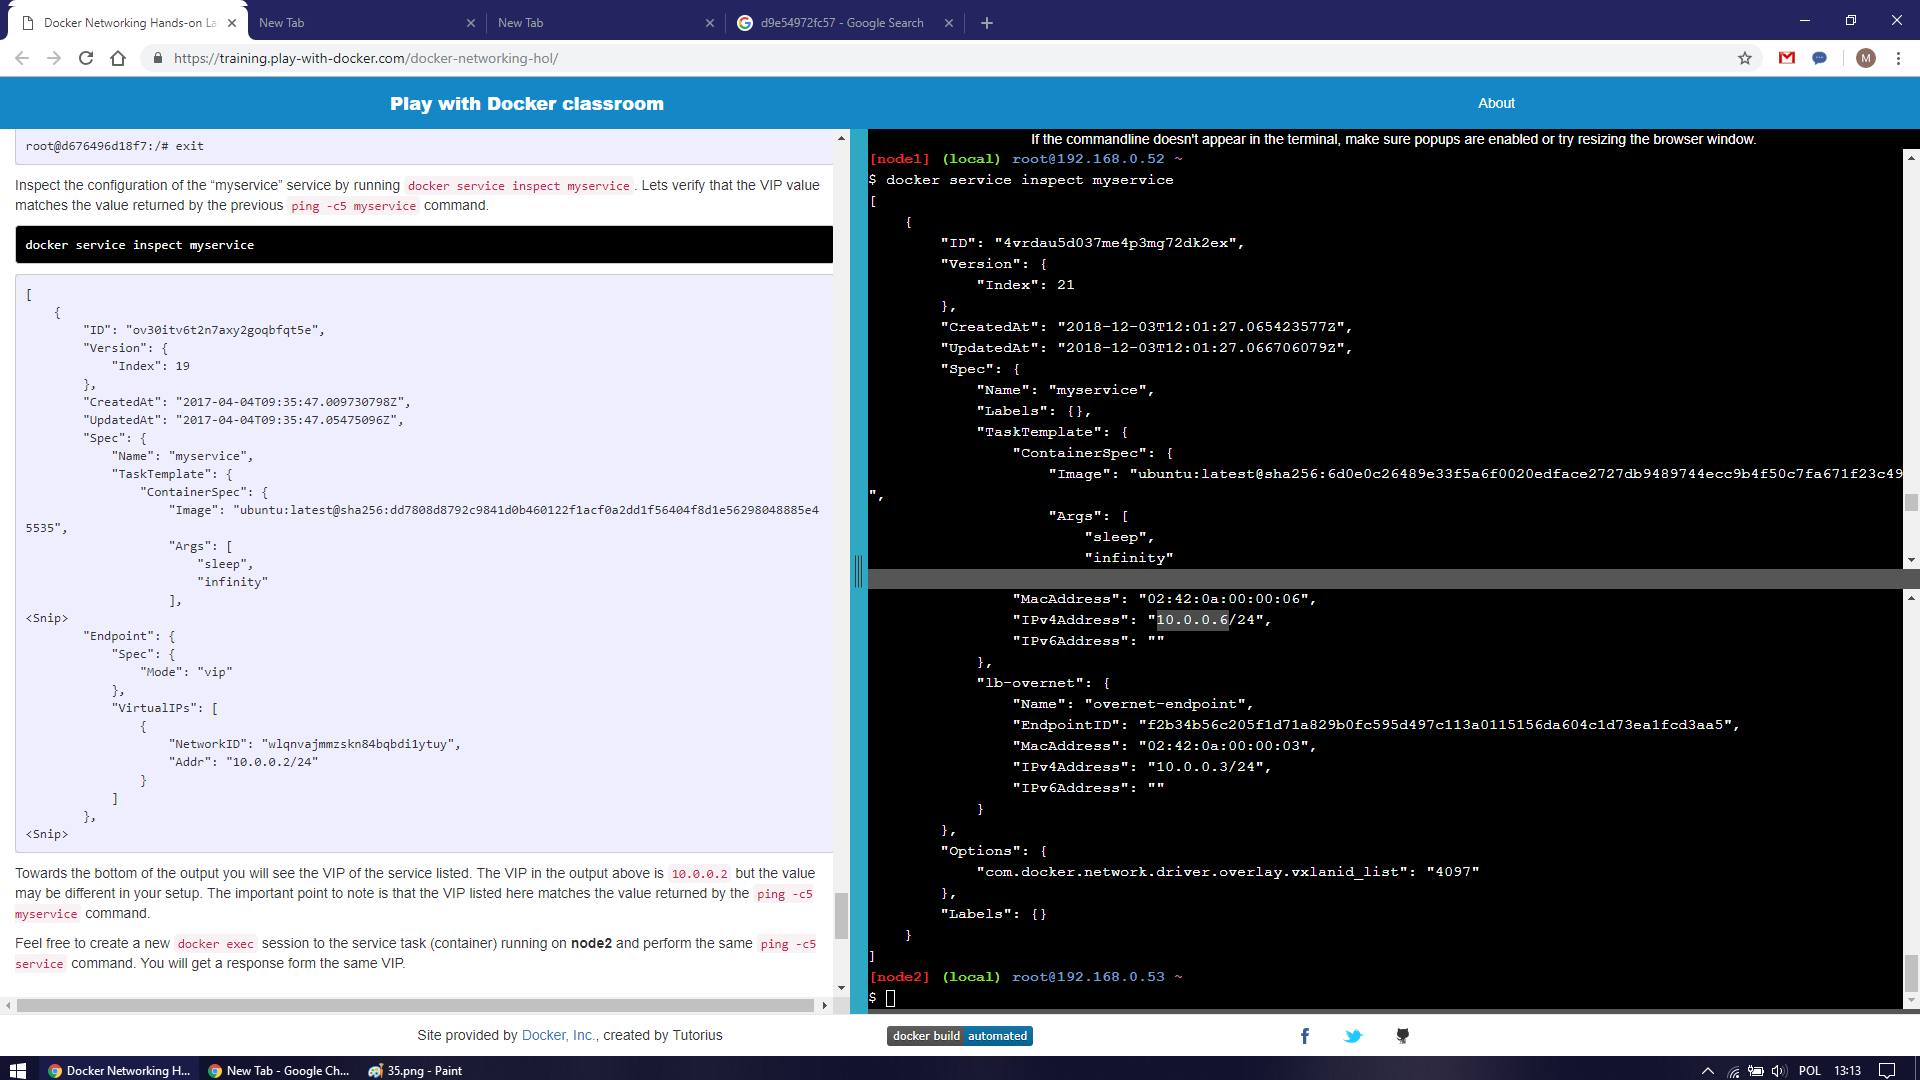 Docker Networking Hands-on La
New Tab
New Tab
d9e54972fc57 - Google Search
https://training.play-with-docker.com/docker-networking-hol/
M
Play with Docker classroom
About
root@d676496d18f7:/# exit
Inspect the configuration of the “myservice” service by running docker service inspect myservice. Lets verify that the VIP value
matches the value returned by the previous ping -c5 myservice command.
docker service inspect myservice
[
    {
        "ID": "ov30itv6t2n7axy2goqbfqt5e",
        "Version": {
            "Index": 19
        },
        "CreatedAt": "2017-04-04T09:35:47.009730798Z",
        "UpdatedAt": "2017-04-04T09:35:47.05475096Z",
        "Spec": {
            "Name": "myservice",
            "TaskTemplate": {
                "ContainerSpec": {
                    "Image": "ubuntu:latest@sha256:dd7808d8792c9841d0b460122f1acf0a2dd1f56404f8d1e56298048885e4
5535",
                    "Args": [
                        "sleep",
                        "infinity"
                    ],
<Snip>
        "Endpoint": {
            "Spec": {
                "Mode": "vip"
            },
            "VirtualIPs": [
                {
                    "NetworkID": "wlqnvajmmzskn84bqbdi1ytuy",
                    "Addr": "10.0.0.2/24"
                }
            ]
        },
<Snip>
Towards the bottom of the output you will see the VIP of the service listed. The VIP in the output above is 10.0.0.2 but the value
may be different in your setup. The important point to note is that the VIP listed here matches the value returned by the ping -c5
myservice command.
Feel free to create a new docker exec session to the service task (container) running on node2 and perform the same ping -c5
service command. You will get a response form the same VIP.
If the commandline doesn't appear in the terminal, make sure popups are enabled or try resizing the browser window.
[node1] (local) root@192.168.0.52 ~
$ docker service inspect myservice
[
    {
        "ID": "4vrdau5d037me4p3mg72dk2ex",
        "Version": {
            "Index": 21
        },
        "CreatedAt": "2018-12-03T12:01:27.065423577Z",
        "UpdatedAt": "2018-12-03T12:01:27.066706079Z",
        "Spec": {
            "Name": "myservice",
            "Labels": {},
            "TaskTemplate": {
                "ContainerSpec": {
                    "Image": "ubuntu:latest@sha256:6d0e0c26489e33f5a6f0020edface2727db9489744ecc9b4f50c7fa671f23c49
",
                    "Args": [
                        "sleep",
                        "infinity"
                "MacAddress": "02:42:0a:00:00:06",
                "IPv4Address": "10.0.0.6/24",
                "IPv6Address": ""
            },
            "lb-overnet": {
                "Name": "overnet-endpoint",
                "EndpointID": "f2b34b56c205f1d71a829b0fc595d497c113a0115156da604c1d73ea1fcd3aa5",
                "MacAddress": "02:42:0a:00:00:03",
                "IPv4Address": "10.0.0.3/24",
                "IPv6Address": ""
            }
        },
        "Options": {
            "com.docker.network.driver.overlay.vxlanid_list": "4097"
        },
        "Labels": {}
    }
]
[node2] (local) root@192.168.0.53 ~
$
Site provided by Docker, Inc., created by Tutorius
docker build automated
Docker Networking H...
New Tab - Google Ch...
35.png - Paint
POL
13:13